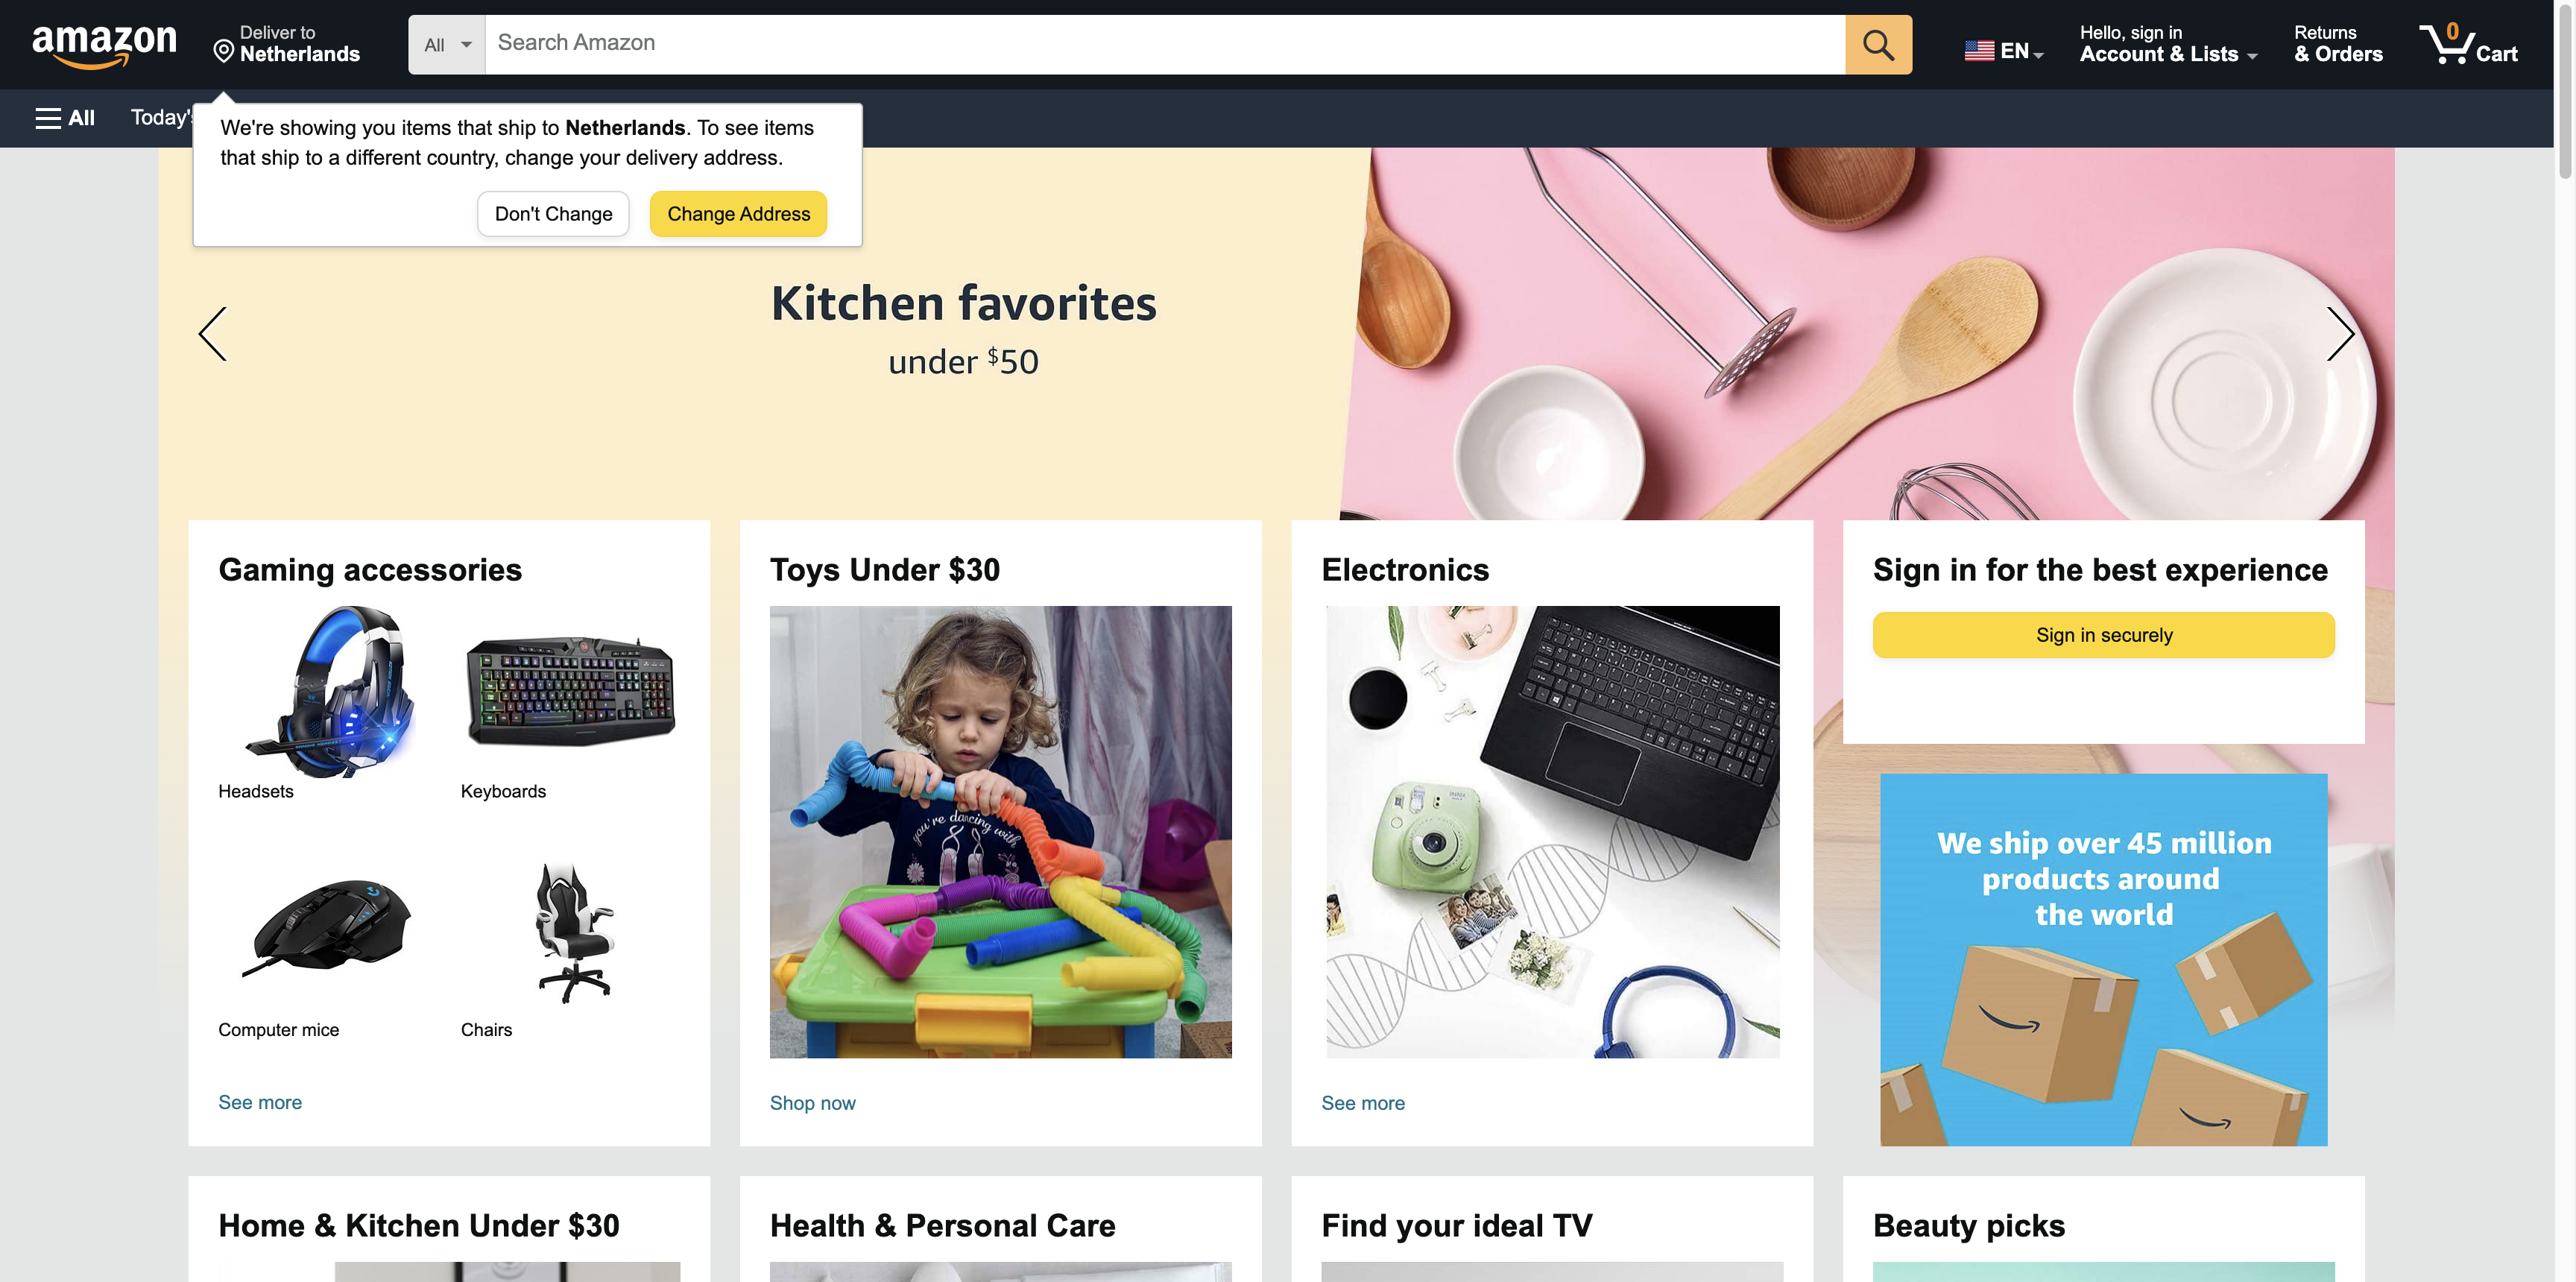 amazon
Deliver to
Netherlands
All
Search Amazon
EN
Hello, sign in
Account & Lists
Returns
& Orders
0
Cart
All
Today's
We're showing you items that ship to Netherlands. To see items
that ship to a different country, change your delivery address.
Don't Change
Change Address
Kitchen favorites
under $50
Gaming accessories
Headsets
Keyboards
Computer mice
Chairs
See more
Toys Under $30
you're dancing with
Shop now
Electronics
See more
Sign in for the best experience
Sign in securely
We ship over 45 million
products around
the world
Home & Kitchen Under $30
Health & Personal Care
Find your ideal TV
Beauty picks